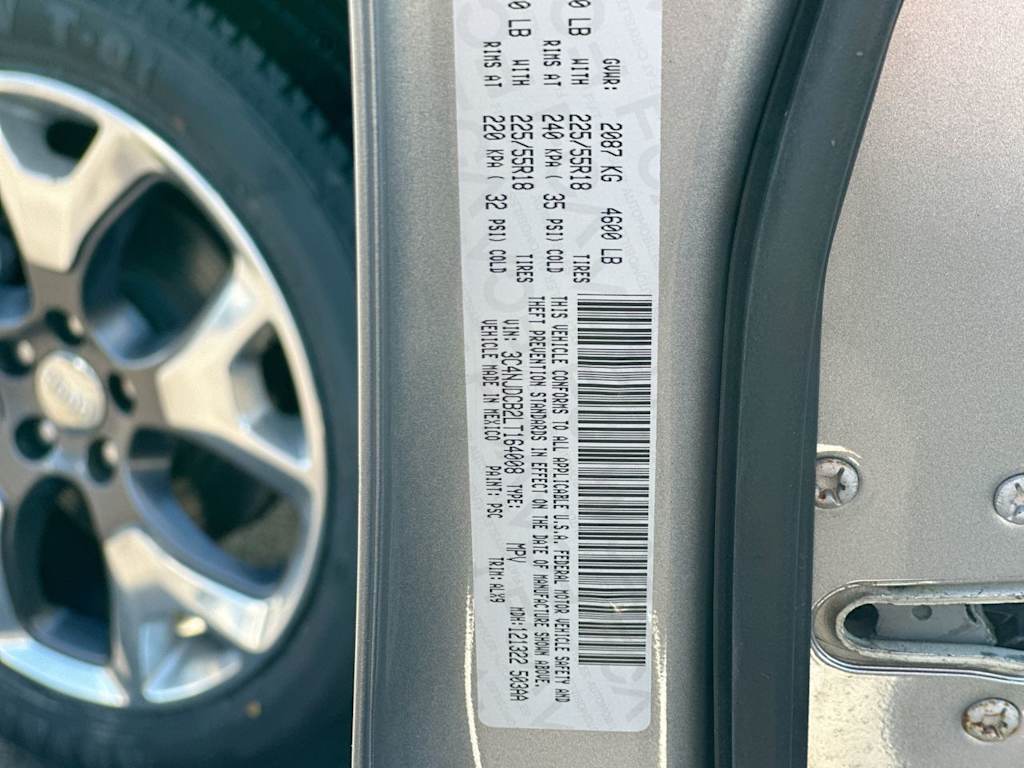 GVWR: 2087 KG 4600 LB
0 LB WITH 225/55R18 TIRES
RIMS AT 240 KPA ( 35 PSI) COLD
0 LB WITH 225/55R18 TIRES
RIMS AT 220 KPA ( 32 PSI) COLD
THIS VEHICLE CONFORMS TO ALL APPLICABLE U.S.A. FEDERAL MOTOR VEHICLE SAFETY AND
THEFT PREVENTION STANDARDS IN EFFECT ON THE DATE OF MANUFACTURE SHOWN ABOVE.
VIN: 3C4NJDCB2LT164008 TYPE: MPV MDH:121322 503AA
VEHICLE MADE IN MEXICO PAINT: PSC TRIM:ALX9
Jeep